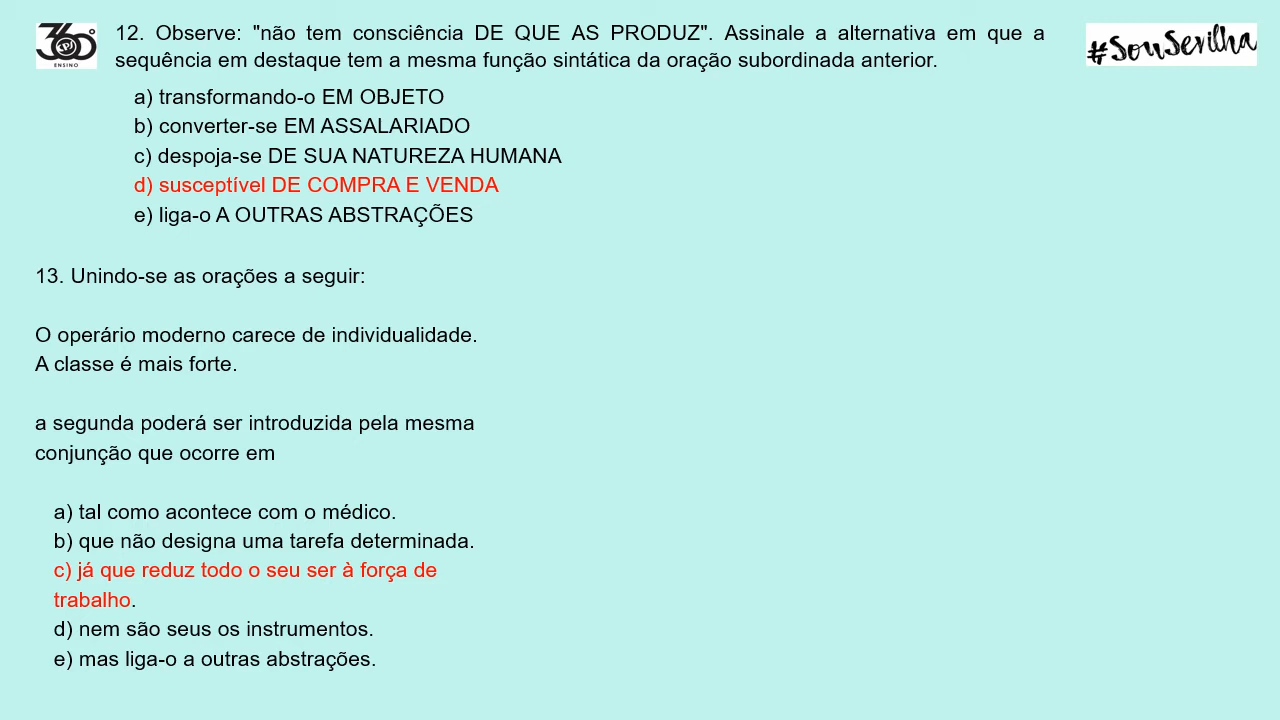 360°
CPJ
ENSINO
12. Observe: "não tem consciência DE QUE AS PRODUZ". Assinale a alternativa em que a
sequência em destaque tem a mesma função sintática da oração subordinada anterior.
#SouSevilha
a) transformando-o EM OBJETO
b) converter-se EM ASSALARIADO
c) despoja-se DE SUA NATUREZA HUMANA
d) susceptível DE COMPRA E VENDA
e) liga-o A OUTRAS ABSTRAÇÕES
13. Unindo-se as orações a seguir:
O operário moderno carece de individualidade.
A classe é mais forte.
a segunda poderá ser introduzida pela mesma
conjunção que ocorre em
a) tal como acontece com o médico.
b) que não designa uma tarefa determinada.
c) já que reduz todo o seu ser à força de
trabalho.
d) nem são seus os instrumentos.
e) mas liga-o a outras abstrações.